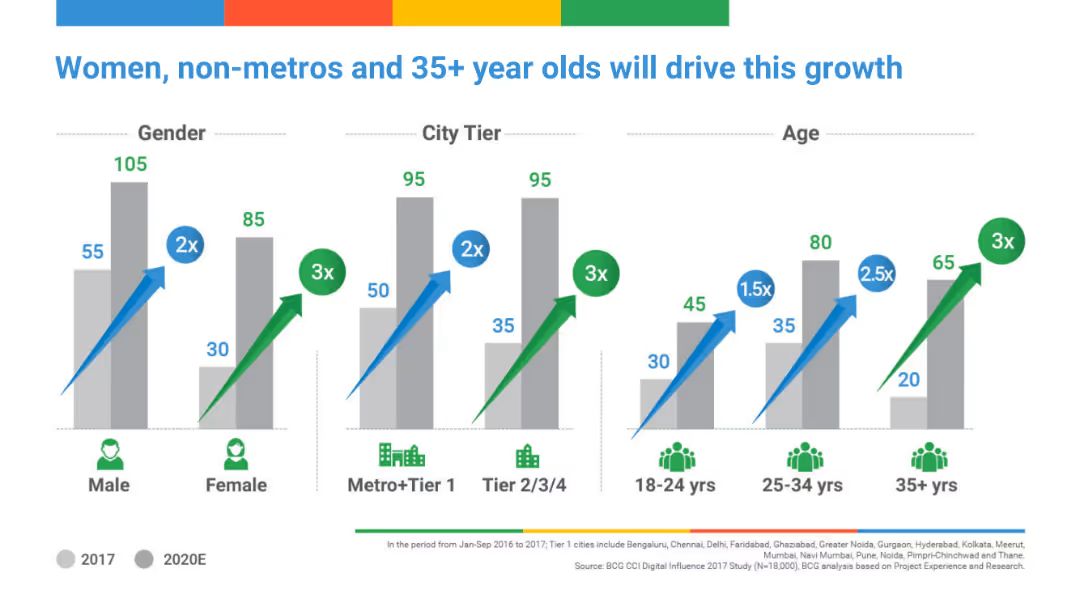 Women, non-metros and 35+ year olds will drive this growth
Gender
105
55
2x
85
30
3x
Male
Female
City Tier
95
50
2x
95
35
3x
Metro+Tier 1
Tier 2/3/4
Age
45
30
1.5x
80
35
2.5x
65
20
3x
18-24 yrs
25-34 yrs
35+ yrs
2017
2020E
In the period from Jan-Sep 2016 to 2017; Tier 1 cities include Bengaluru, Chennai, Delhi, Faridabad, Ghaziabad, Greater Noida, Gurgaon, Hyderabad, Kolkata, Meerut,
Mumbai, Navi Mumbai, Pune, Noida, Pimpri-Chinchwad and Thane.
Source: BCG CCI Digital Influence 2017 Study (N=18,000), BCG analysis based on Project Experience and Research.